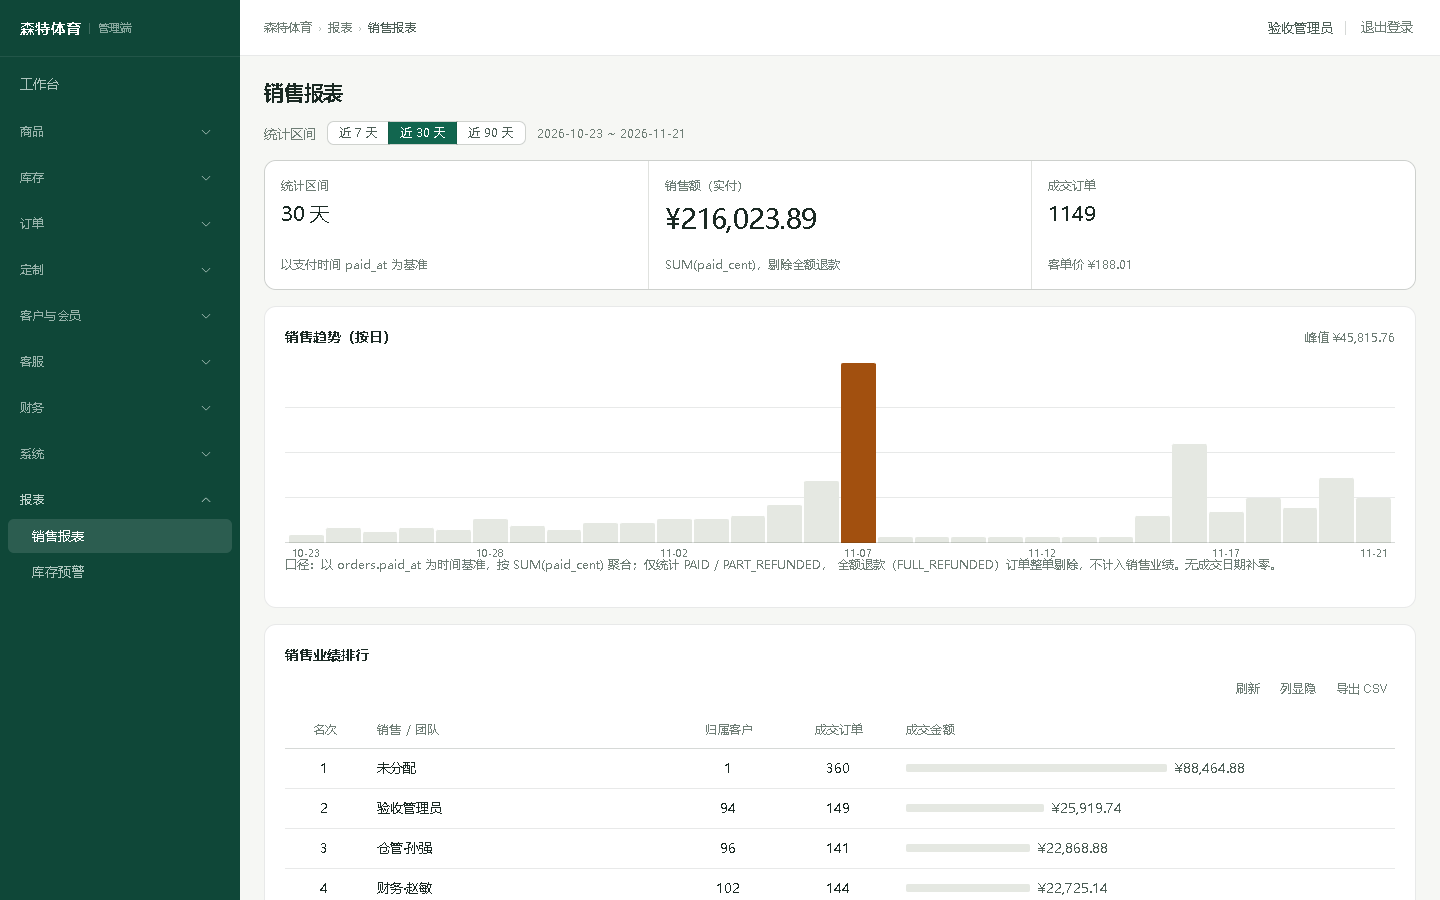 森特体育 管理端
森特体育 › 报表 › 销售报表
验收管理员 退出登录
工作台
商品
库存
订单
定制
客户与会员
客服
财务
系统
报表
销售报表
库存预警
销售报表
统计区间 近 7 天 近 30 天 近 90 天 2026-10-23 ~ 2026-11-21
统计区间
30 天
以支付时间 paid_at 为基准
销售额（实付）
¥216,023.89
SUM(paid_cent)，剔除全额退款
成交订单
1149
客单价 ¥188.01
销售趋势（按日）
峰值 ¥45,815.76
10-23 10-28 11-02 11-07 11-12 11-17 11-21
口径：以 orders.paid_at 为时间基准，按 SUM(paid_cent) 聚合；仅统计 PAID / PART_REFUNDED， 全额退款（FULL_REFUNDED）订单整单剔除，不计入销售业绩。无成交日期补零。
销售业绩排行
刷新 列显隐 导出 CSV
名次 销售 / 团队 归属客户 成交订单 成交金额
1 未分配 1 360 ¥88,464.88
2 验收管理员 94 149 ¥25,919.74
3 仓管·孙强 96 141 ¥22,868.88
4 财务·赵敏 102 144 ¥22,725.14